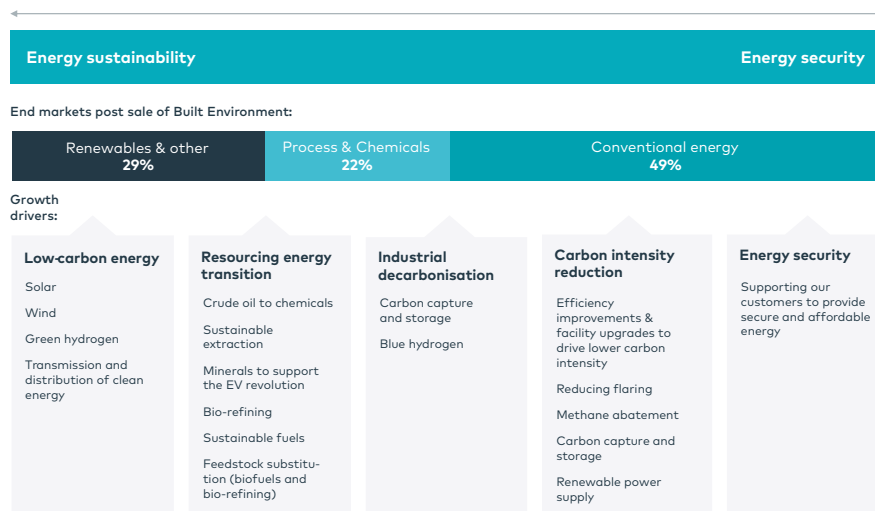 Energy sustainability
Energy security
End markets post sale of Built Environment:
Renewables & other
29%
Process & Chemicals
22%
Conventional energy
49%
Growth
drivers:
Low-carbon energy
Solar
Wind
Green hydrogen
Transmission and
distribution of clean
energy
Resourcing energy
transition
Crude oil to chemicals
Sustainable
extraction
Minerals to support
the EV revolution
Bio-refining
Sustainable fuels
Feedstock substitu-
tion (biofuels and
bio-refining)
Industrial
decarbonisation
Carbon capture
and storage
Blue hydrogen
Carbon intensity
reduction
Efficiency
improvements &
facility upgrades to
drive lower carbon
intensity
Reducing flaring
Methane abatement
Carbon capture and
storage
Renewable power
supply
Energy security
Supporting our
customers to provide
secure and affordable
energy